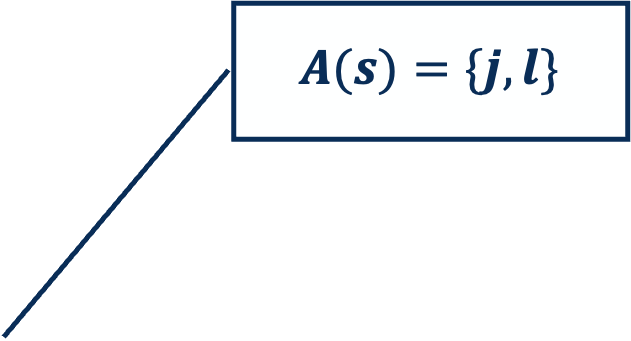 A(s) = {j, l}